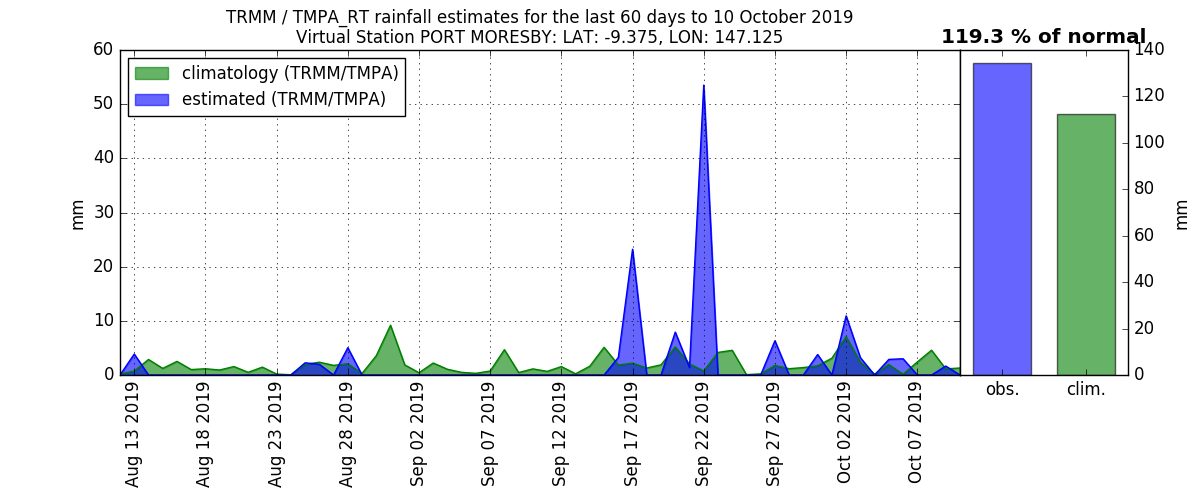 TRMM / TMPA_RT rainfall estimates for the last 60 days to 10 October 2019
Virtual Station PORT MORESBY: LAT: -9.375, LON: 147.125
119.3 % of normal
climatology (TRMM/TMPA)
estimated (TRMM/TMPA)
60
50
40
30
20
10
0
mm
Aug 13 2019
Aug 18 2019
Aug 23 2019
Aug 28 2019
Sep 02 2019
Sep 07 2019
Sep 12 2019
Sep 17 2019
Sep 22 2019
Sep 27 2019
Oct 02 2019
Oct 07 2019
140
120
100
80
60
40
20
0
mm
obs.
clim.